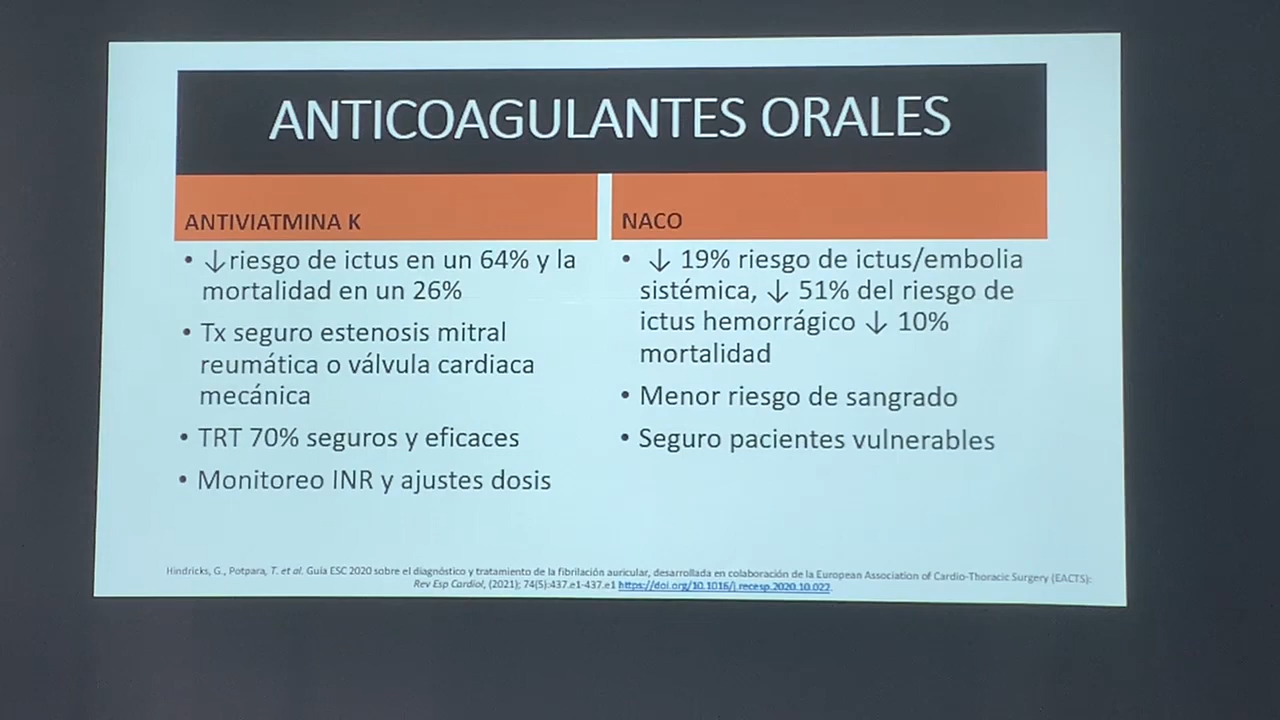 ANTICOAGULANTES ORALES
ANTIVIATMINA K
• ↓riesgo de ictus en un 64% y la
mortalidad en un 26%
• Tx seguro estenosis mitral
reumática o válvula cardiaca
mecánica
• TRT 70% seguros y eficaces
• Monitoreo INR y ajustes dosis
NACO
• ↓ 19% riesgo de ictus/embolia
sistémica, ↓ 51% del riesgo de
ictus hemorrágico ↓ 10%
mortalidad
• Menor riesgo de sangrado
• Seguro pacientes vulnerables
Hindricks, G., Potpara, T. et al. Guía ESC 2020 sobre el diagnóstico y tratamiento de la fibrilación auricular, desarrollada en colaboración de la European Association of Cardio-Thoracic Surgery (EACTS):
Rev Esp Cardiol, (2021); 74(5):437.e1-437.e1 https://doi.org/10.1016/j.recesp.2020.10.022.